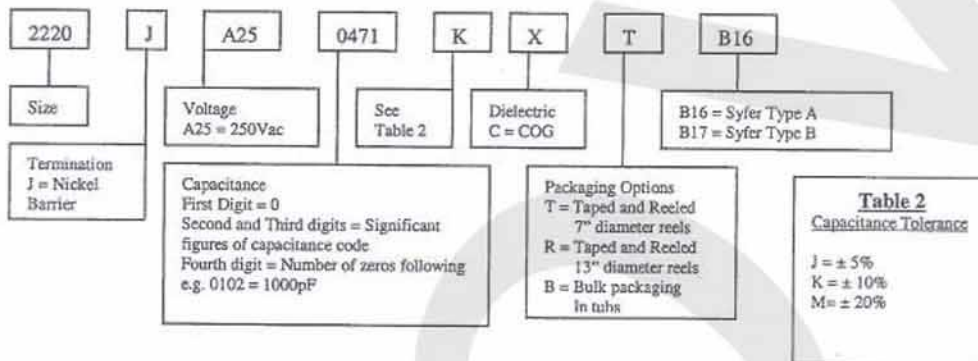 2220 J A25 0471 K X T B16
Size
Voltage
A25 = 250Vac
See
Table 2
Dielectric
C = COG
B16 = Syfer Type A
B17 = Syfer Type B
Termination
J = Nickel
Barrier
Capacitance
First Digit = 0
Second and Third digits = Significant
figures of capacitance code
Fourth digit = Number of zeros following
e.g. 0102 = 1000pF
Packaging Options
T = Taped and Reeled
7" diameter reels
R = Taped and Reeled
13" diameter reels
B = Bulk packaging
In tubs
Table 2
Capacitance Tolerance
J = ± 5%
K = ± 10%
M= ± 20%